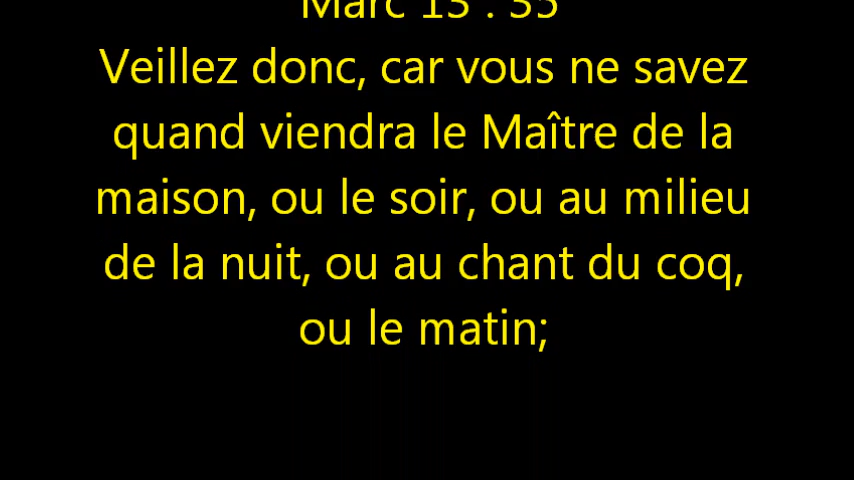 Marc 13 : 35
Veillez donc, car vous ne savez
quand viendra le Maître de la
maison, ou le soir, ou au milieu
de la nuit, ou au chant du coq,
ou le matin;